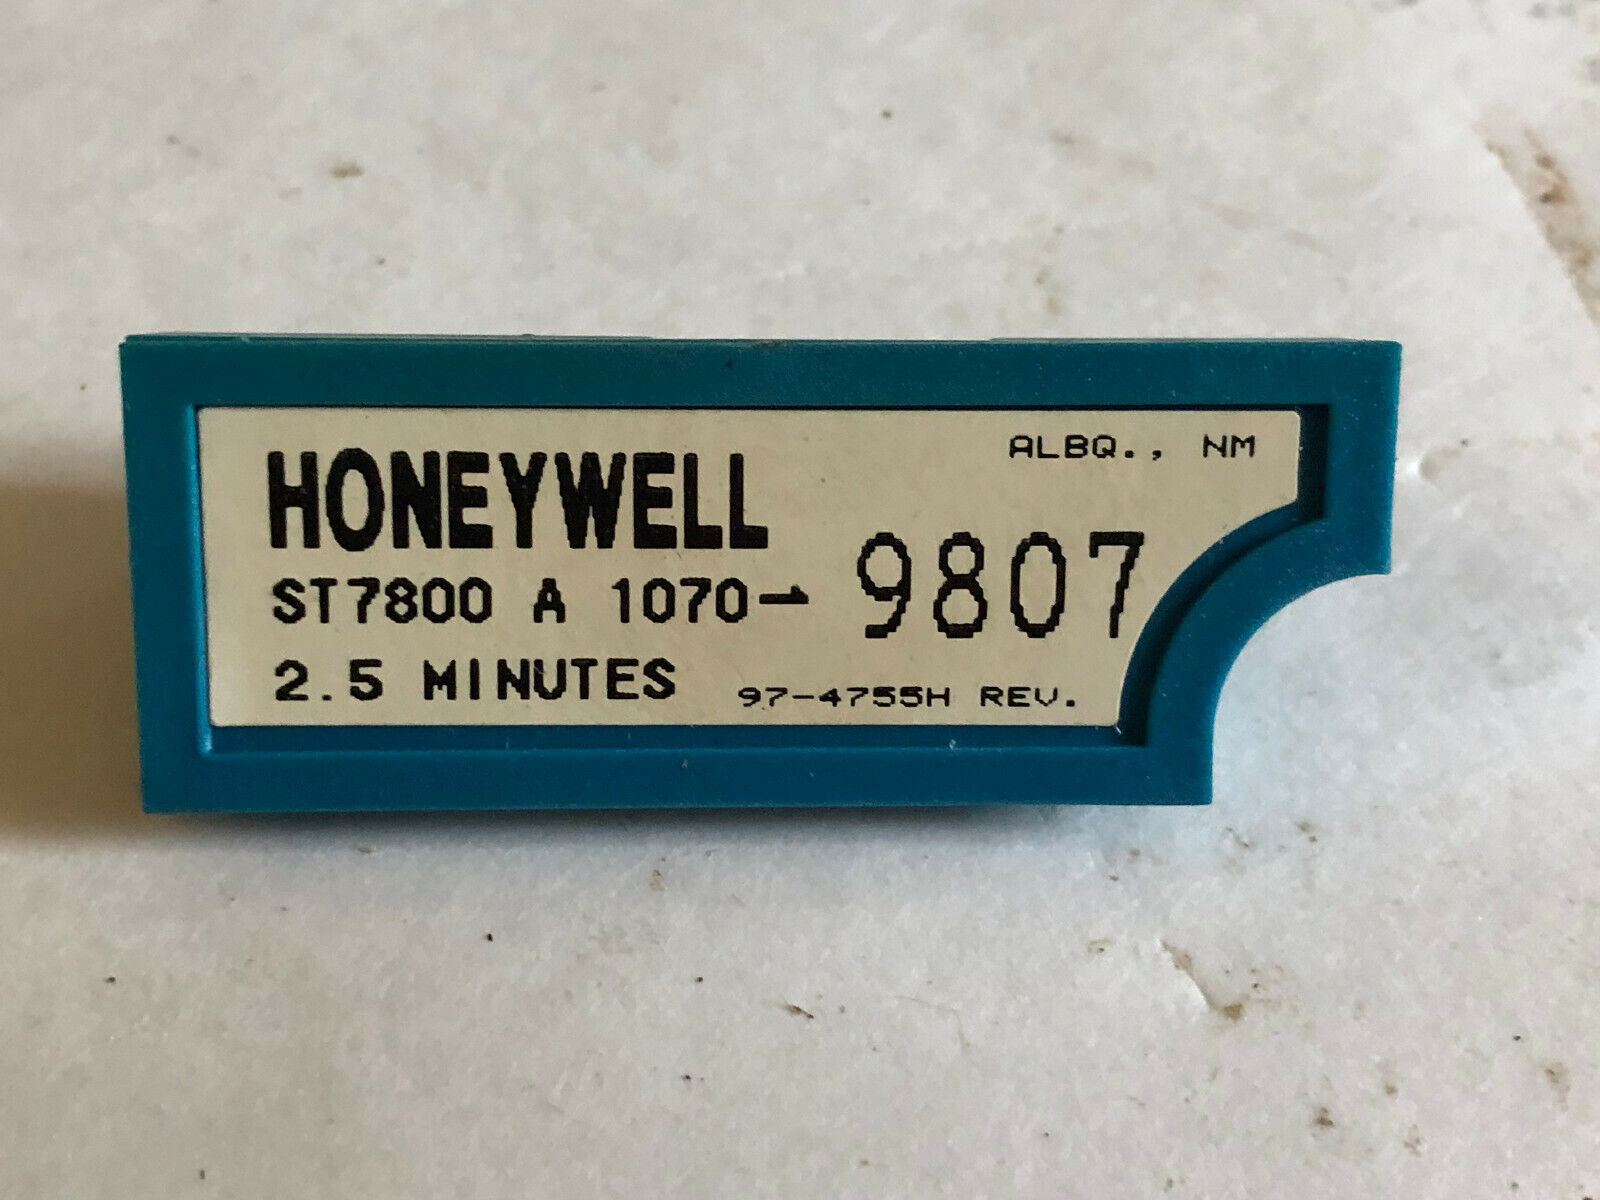 ALBQ., NM
HONEYWELL
ST7800 A 1070⇀ 9807
2.5 MINUTES 97-4755H REV.